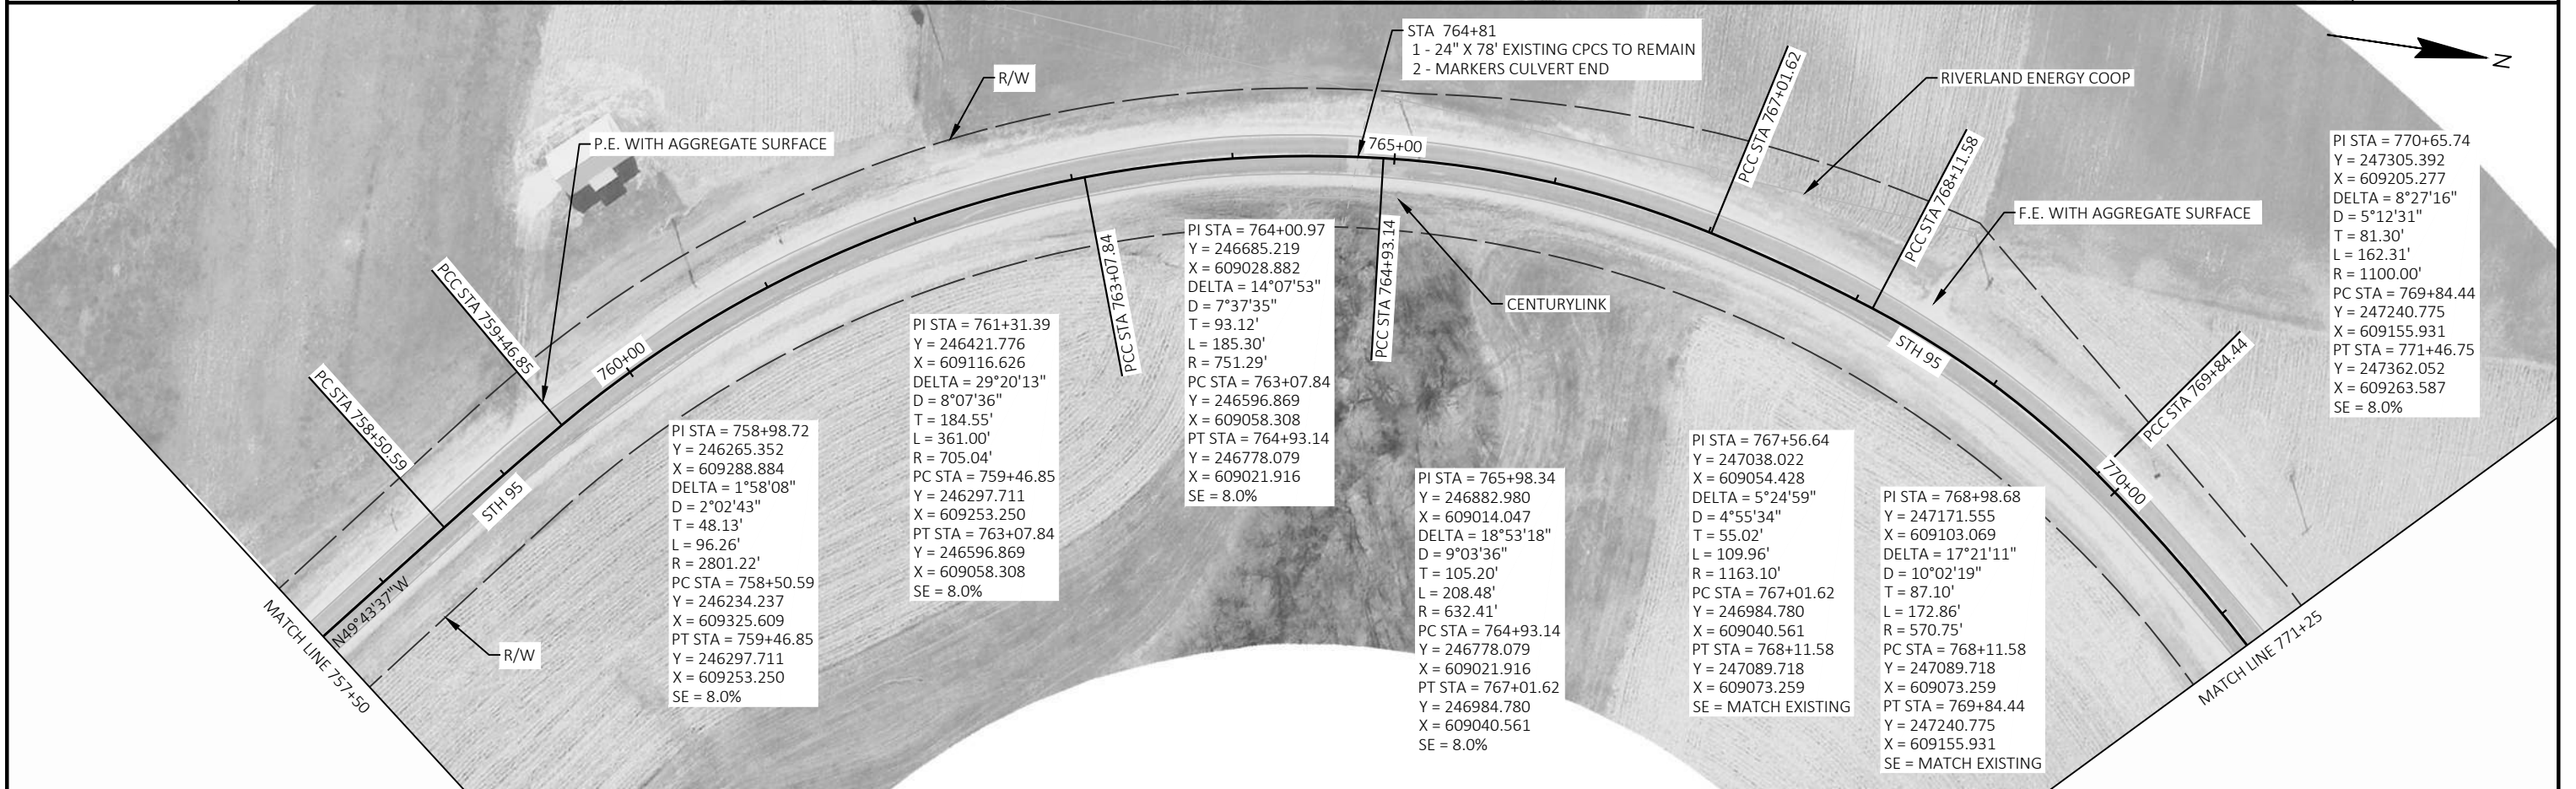 STA 764+81
1 - 24" X 78' EXISTING CPCS TO REMAIN
2 - MARKERS CULVERT END
R/W
RIVERLAND ENERGY COOP
N
P.E. WITH AGGREGATE SURFACE
765+00
PCC STA 767+01.62
PCC STA 768+11.58
F.E. WITH AGGREGATE SURFACE
PCC STA 759+46.85
760+00
PC STA 758+50.59
PCC STA 763+07.84
PCC STA 764+93.14
CENTURYLINK
STH 95
PCC STA 769+84.44
770+00
STH 95
N49°43'37"W
MATCH LINE 757+50
R/W
MATCH LINE 771+25
PI STA = 758+98.72
Y = 246265.352
X = 609288.884
DELTA = 1°58'08"
D = 2°02'43"
T = 48.13'
L = 96.26'
R = 2801.22'
PC STA = 758+50.59
Y = 246234.237
X = 609325.609
PT STA = 759+46.85
Y = 246297.711
X = 609253.250
SE = 8.0%
PI STA = 761+31.39
Y = 246421.776
X = 609116.626
DELTA = 29°20'13"
D = 8°07'36"
T = 184.55'
L = 361.00'
R = 705.04'
PC STA = 759+46.85
Y = 246297.711
X = 609253.250
PT STA = 763+07.84
Y = 246596.869
X = 609058.308
SE = 8.0%
PI STA = 764+00.97
Y = 246685.219
X = 609028.882
DELTA = 14°07'53"
D = 7°37'35"
T = 93.12'
L = 185.30'
R = 751.29'
PC STA = 763+07.84
Y = 246596.869
X = 609058.308
PT STA = 764+93.14
Y = 246778.079
X = 609021.916
SE = 8.0%
PI STA = 765+98.34
Y = 246882.980
X = 609014.047
DELTA = 18°53'18"
D = 9°03'36"
T = 105.20'
L = 208.48'
R = 632.41'
PC STA = 764+93.14
Y = 246778.079
X = 609021.916
PT STA = 767+01.62
Y = 246984.780
X = 609040.561
SE = 8.0%
PI STA = 767+56.64
Y = 247038.022
X = 609054.428
DELTA = 5°24'59"
D = 4°55'34"
T = 55.02'
L = 109.96'
R = 1163.10'
PC STA = 767+01.62
Y = 246984.780
X = 609040.561
PT STA = 768+11.58
Y = 247089.718
X = 609073.259
SE = MATCH EXISTING
PI STA = 768+98.68
Y = 247171.555
X = 609103.069
DELTA = 17°21'11"
D = 10°02'19"
T = 87.10'
L = 172.86'
R = 570.75'
PC STA = 768+11.58
Y = 247089.718
X = 609073.259
PT STA = 769+84.44
Y = 247240.775
X = 609155.931
SE = MATCH EXISTING
PI STA = 770+65.74
Y = 247305.392
X = 609205.277
DELTA = 8°27'16"
D = 5°12'31"
T = 81.30'
L = 162.31'
R = 1100.00'
PC STA = 769+84.44
Y = 247240.775
X = 609155.931
PT STA = 771+46.75
Y = 247362.052
X = 609263.587
SE = 8.0%